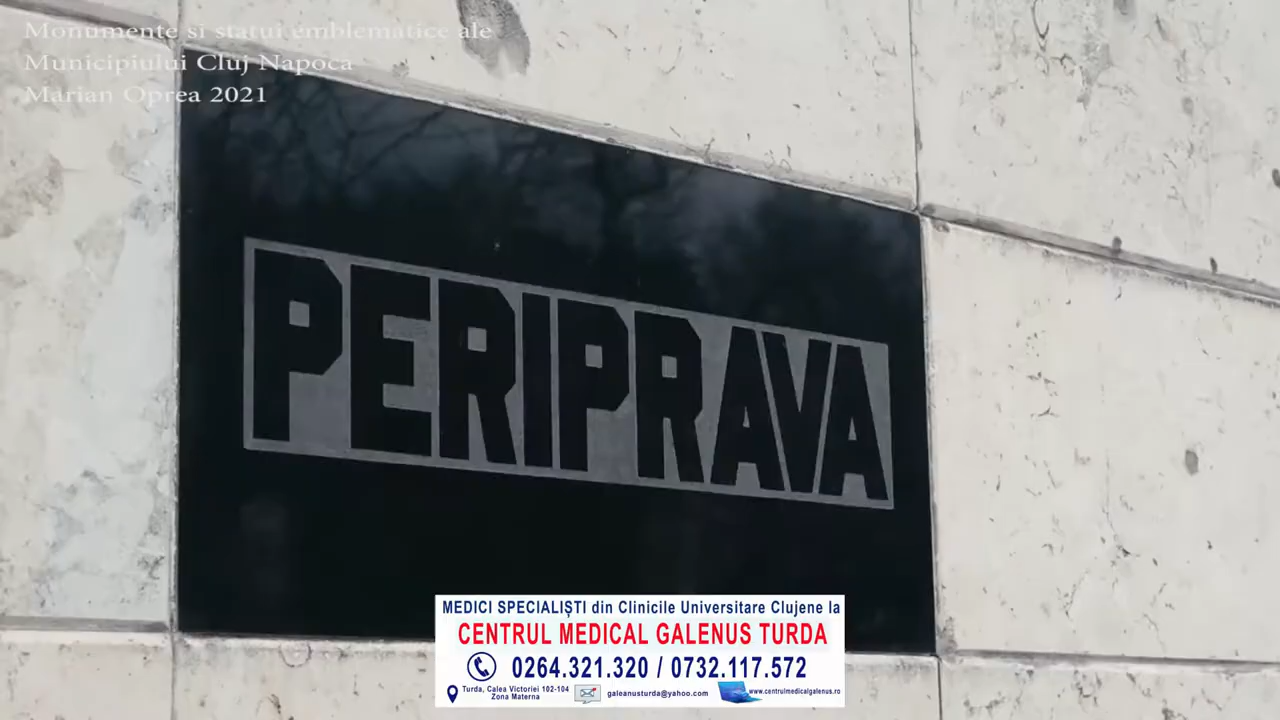 Monumente si statui emblematice ale
Municipiului Cluj Napoca
Marian Oprea 2021
PERIPRAVA
MEDICI SPECIALIȘTI din Clinicile Universitare Clujene la
CENTRUL MEDICAL GALENUS TURDA
0264.321.320 / 0732.117.572
Turda, Calea Victoriei 102-104
Zona Materna
galeanusturda@yahoo.com
www.centrulmedicalgalenus.ro